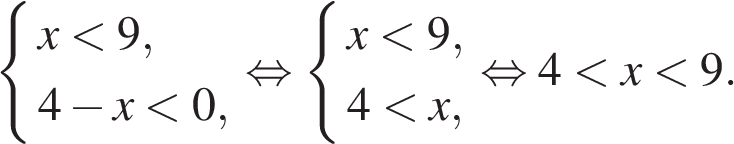 { x < 9, 4 − x < 0, ⇔ { x < 9, 4 < x, ⇔ 4 < x < 9.